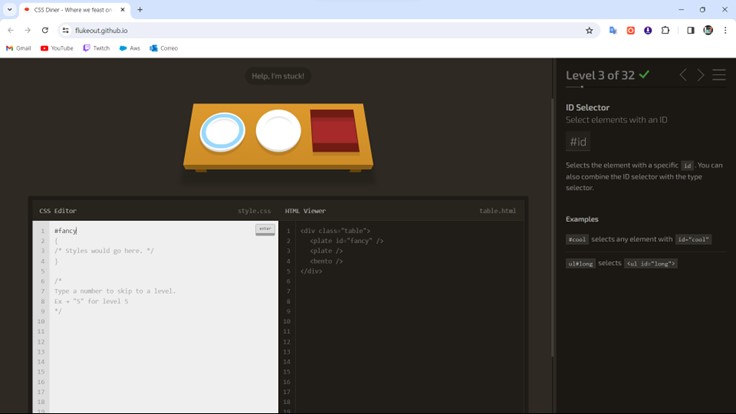 CSS Diner - Where we feast on
flukeout.github.io
Gmail YouTube Twitch Aws Correo
Help, I'm stuck!
CSS Editor style.css
1 #fancy enter
2 {
3 /* Styles would go here. */
4 }
5
6 /*
7 Type a number to skip to a level.
8 Ex → "5" for level 5
9 */
10
11
12
13
14
15
16
17
18
HTML Viewer table.html
1 <div class="table">
2 <plate id="fancy" />
3 <plate />
4 <bento />
5 </div>
6
7
8
9
10
11
12
13
14
15
16
17
18
Level 3 of 32
ID Selector
Select elements with an ID
#id
Selects the element with a specific id. You can
also combine the ID selector with the type
selector.
Examples
#cool selects any element with id="cool"
ul#long selects <ul id="long">